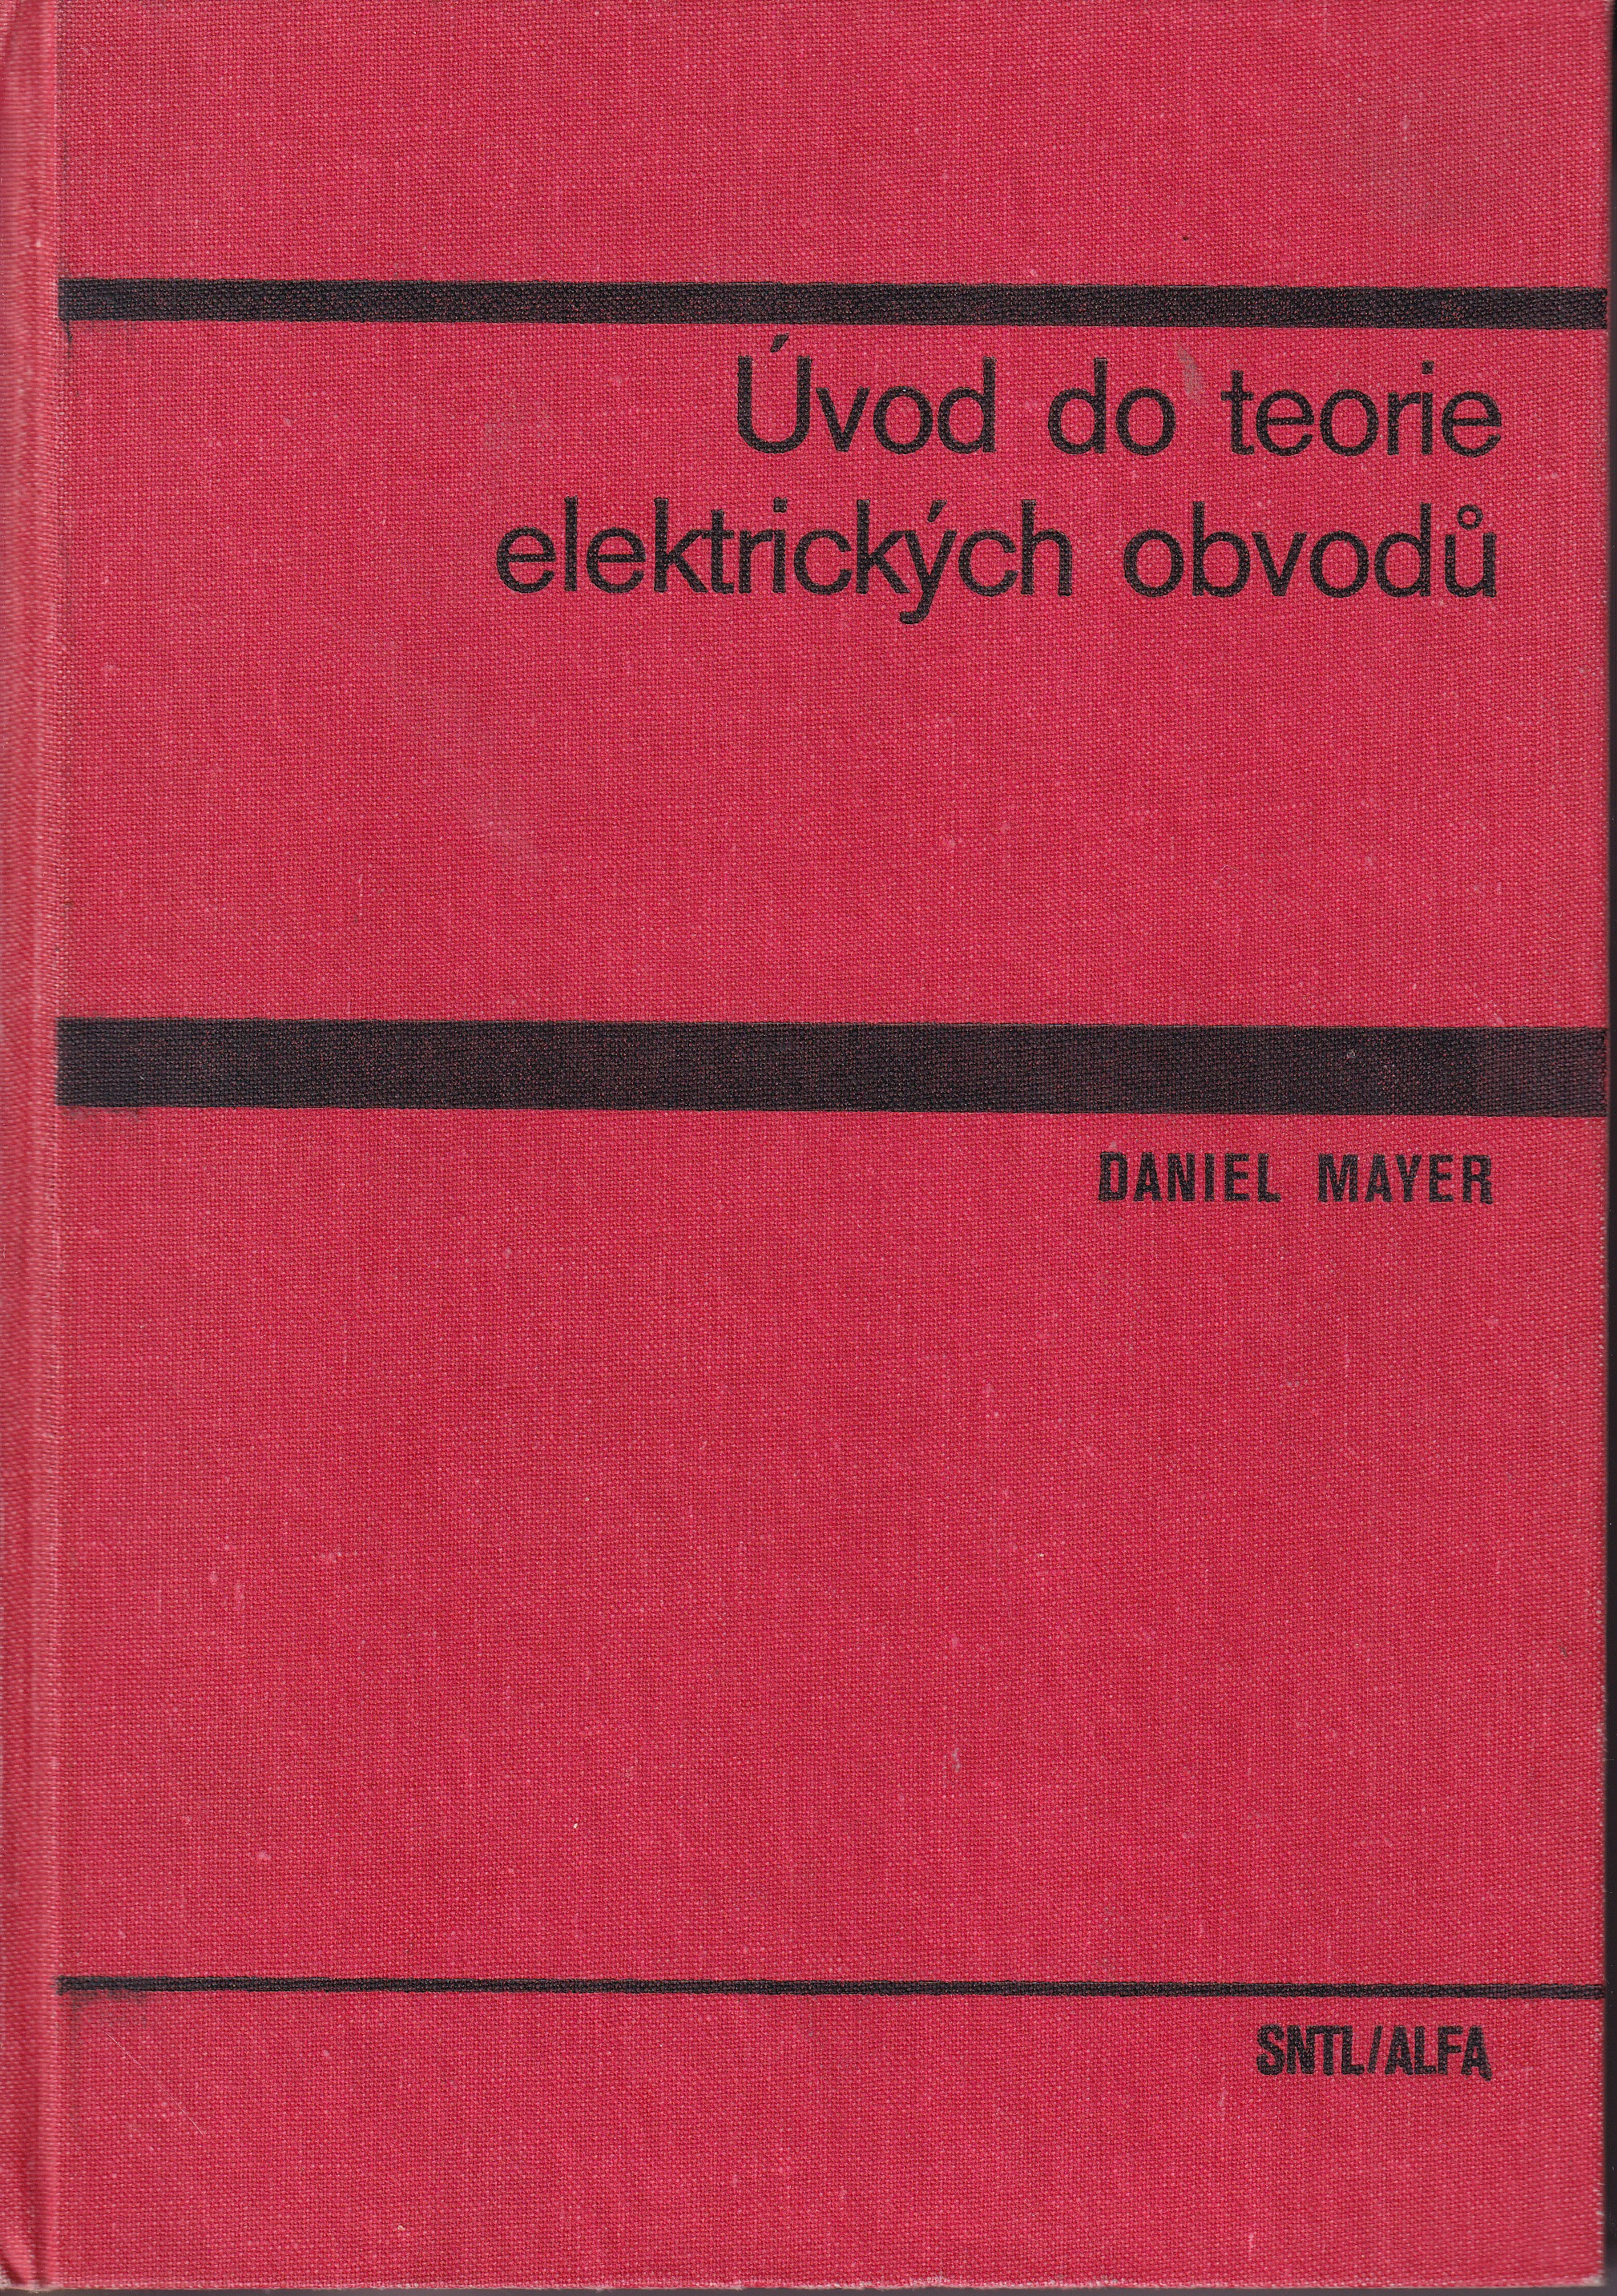 Úvod do teorie
elektrických obvodů
DANIEL MAYER
SNTL/ALFA